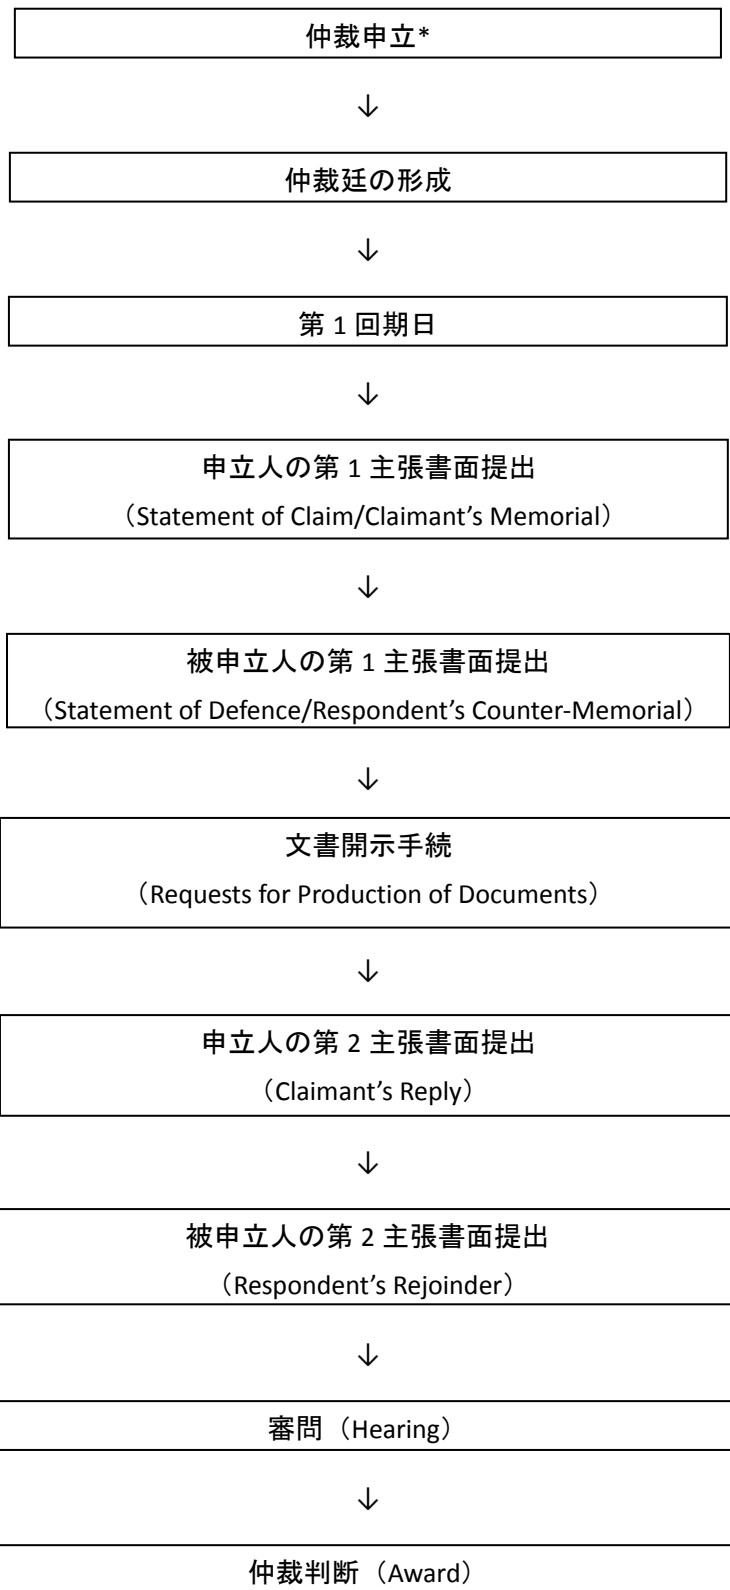 仲裁申立*
↓
仲裁廷の形成
↓
第 1 回期日
↓
申立人の第 1 主張書面提出
（Statement of Claim/Claimant’s Memorial）
↓
被申立人の第 1 主張書面提出
（Statement of Defence/Respondent’s Counter-Memorial）
↓
文書開示手続
（Requests for Production of Documents）
↓
申立人の第 2 主張書面提出
（Claimant’s Reply）
↓
被申立人の第 2 主張書面提出
（Respondent’s Rejoinder）
↓
審問（Hearing）
↓
仲裁判断（Award）